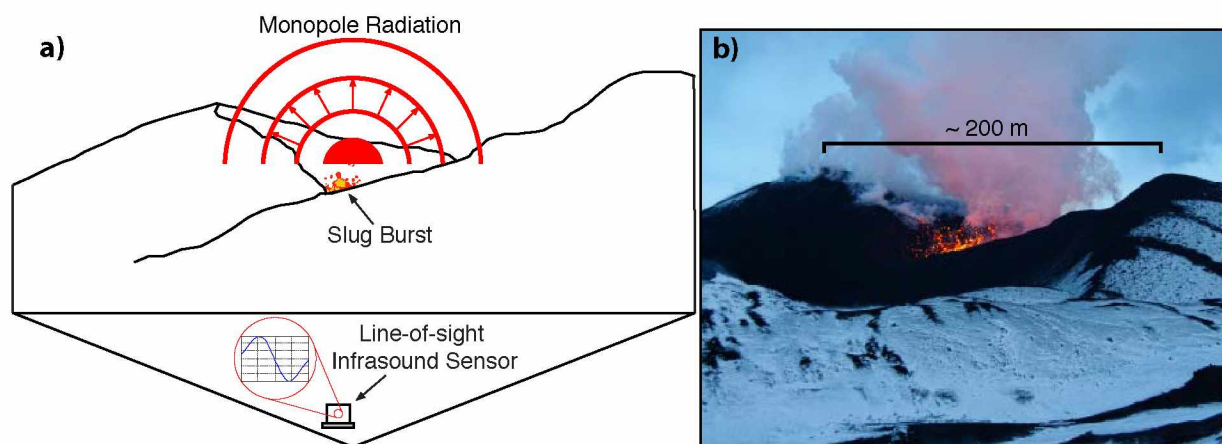 a)
Monopole Radiation
Slug Burst
Line-of-sight
Infrasound Sensor
b)
~ 200 m